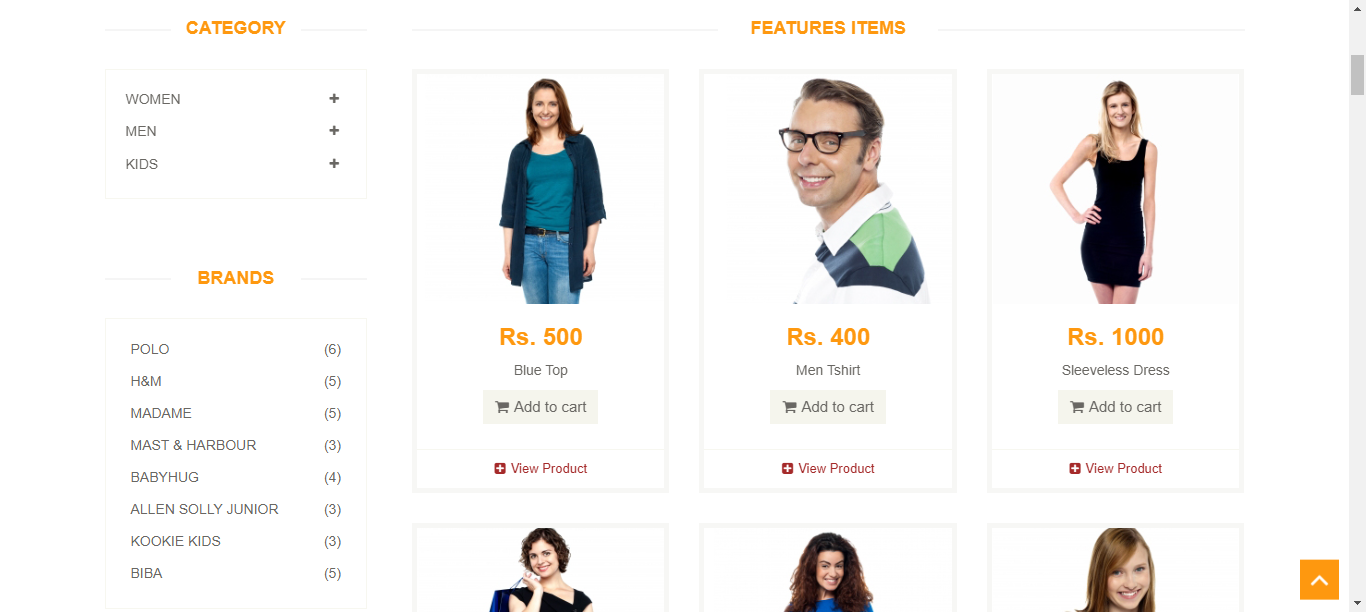 CATEGORY
WOMEN
MEN
KIDS
BRANDS
POLO (6)
H&M (5)
MADAME (5)
MAST & HARBOUR (3)
BABYHUG (4)
ALLEN SOLLY JUNIOR (3)
KOOKIE KIDS (3)
BIBA (5)
FEATURES ITEMS
Rs. 500
Blue Top
Add to cart
View Product
Rs. 400
Men Tshirt
Add to cart
View Product
Rs. 1000
Sleeveless Dress
Add to cart
View Product